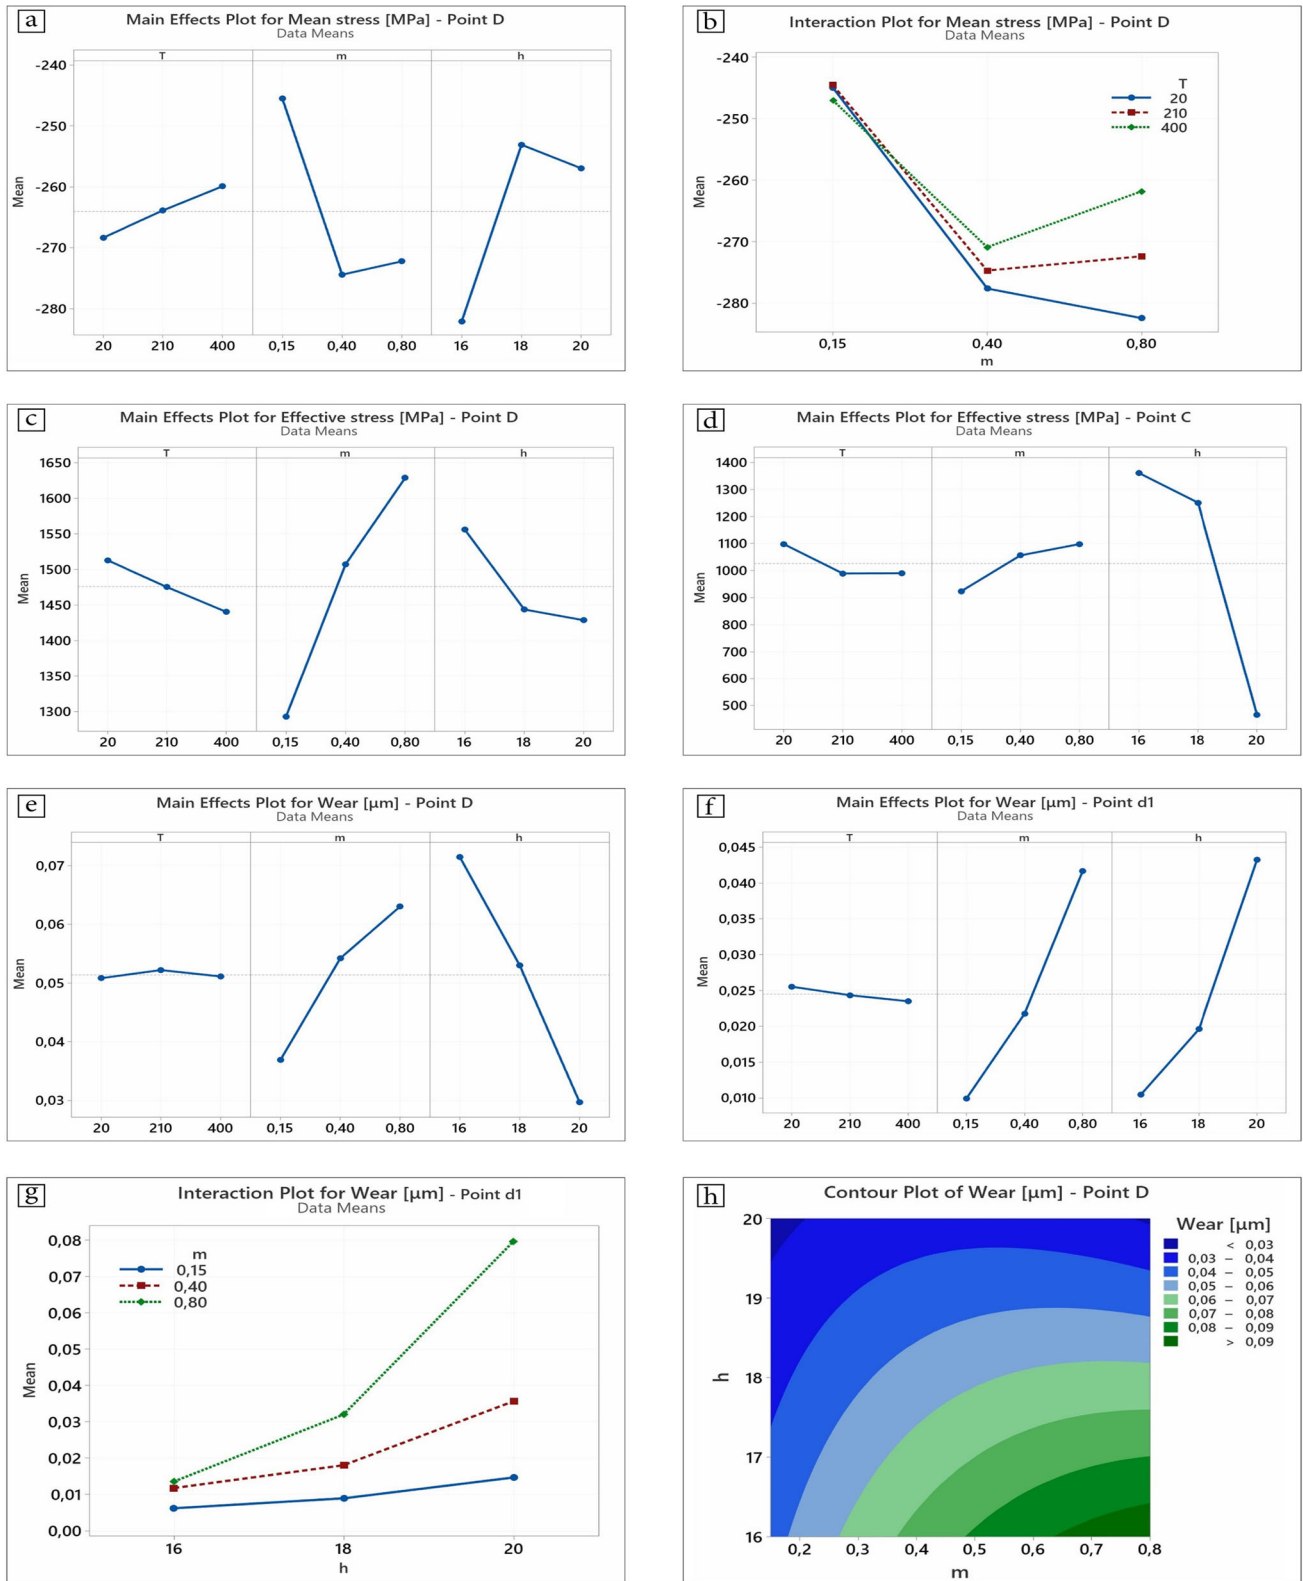 a
Main Effects Plot for Mean stress [MPa] - Point D
Data Means
T m h
-240
-250
-260
-270
-280
Mean
20 210 400 0,15 0,40 0,80 16 18 20
b
Interaction Plot for Mean stress [MPa] - Point D
Data Means
-240
-250
-260
-270
-280
Mean
T
20
210
400
0,15 0,40 0,80
m
c
Main Effects Plot for Effective stress [MPa] - Point D
Data Means
T m h
1650
1600
1550
1500
1450
1400
1350
1300
Mean
20 210 400 0,15 0,40 0,80 16 18 20
d
Main Effects Plot for Effective stress [MPa] - Point C
Data Means
T m h
1400
1300
1200
1100
1000
900
800
700
600
500
Mean
20 210 400 0,15 0,40 0,80 16 18 20
e
Main Effects Plot for Wear [μm] - Point D
Data Means
T m h
0,07
0,06
0,05
0,04
0,03
Mean
20 210 400 0,15 0,40 0,80 16 18 20
f
Main Effects Plot for Wear [μm] - Point d1
Data Means
T m h
0,045
0,040
0,035
0,030
0,025
0,020
0,015
0,010
Mean
20 210 400 0,15 0,40 0,80 16 18 20
g
Interaction Plot for Wear [μm] - Point d1
Data Means
0,08
0,07
0,06
0,05
0,04
0,03
0,02
0,01
0,00
Mean
m
0,15
0,40
0,80
16 18 20
h
h
Contour Plot of Wear [μm] - Point D
20
19
18
17
16
h
0,2 0,3 0,4 0,5 0,6 0,7 0,8
m
Wear [μm]
< 0,03
0,03 – 0,04
0,04 – 0,05
0,05 – 0,06
0,06 – 0,07
0,07 – 0,08
0,08 – 0,09
> 0,09